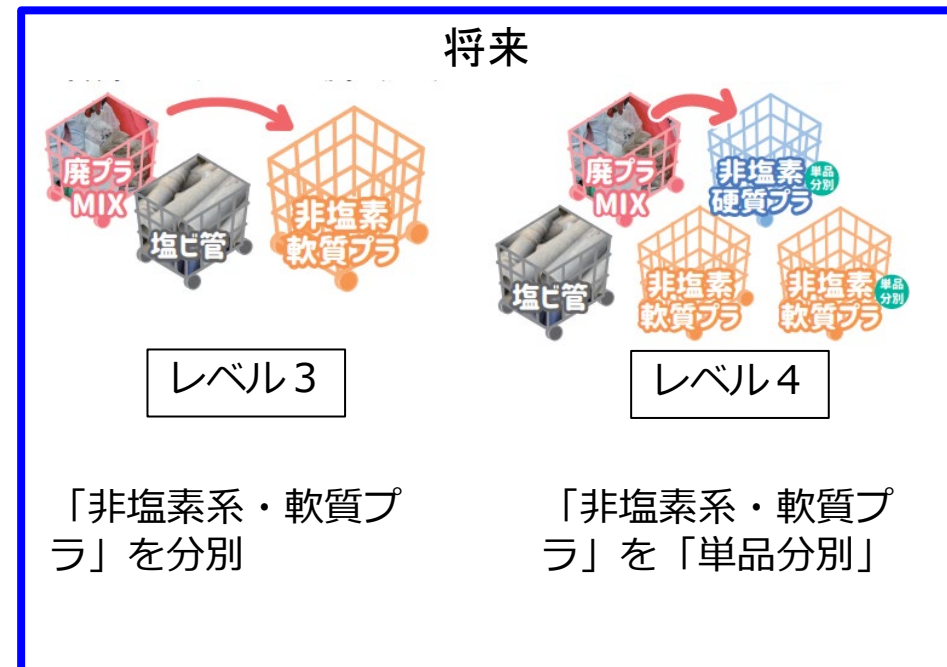 将来
廃プラ
MIX
塩ビ管
非塩素
軟質プラ
廃プラ
MIX
非塩素
硬質プラ
単品
分別
塩ビ管
非塩素
軟質プラ
非塩素
軟質プラ
単品
分別
レベル３
レベル４
「非塩素系・軟質プ
ラ」を分別
「非塩素系・軟質プ
ラ」を「単品分別」